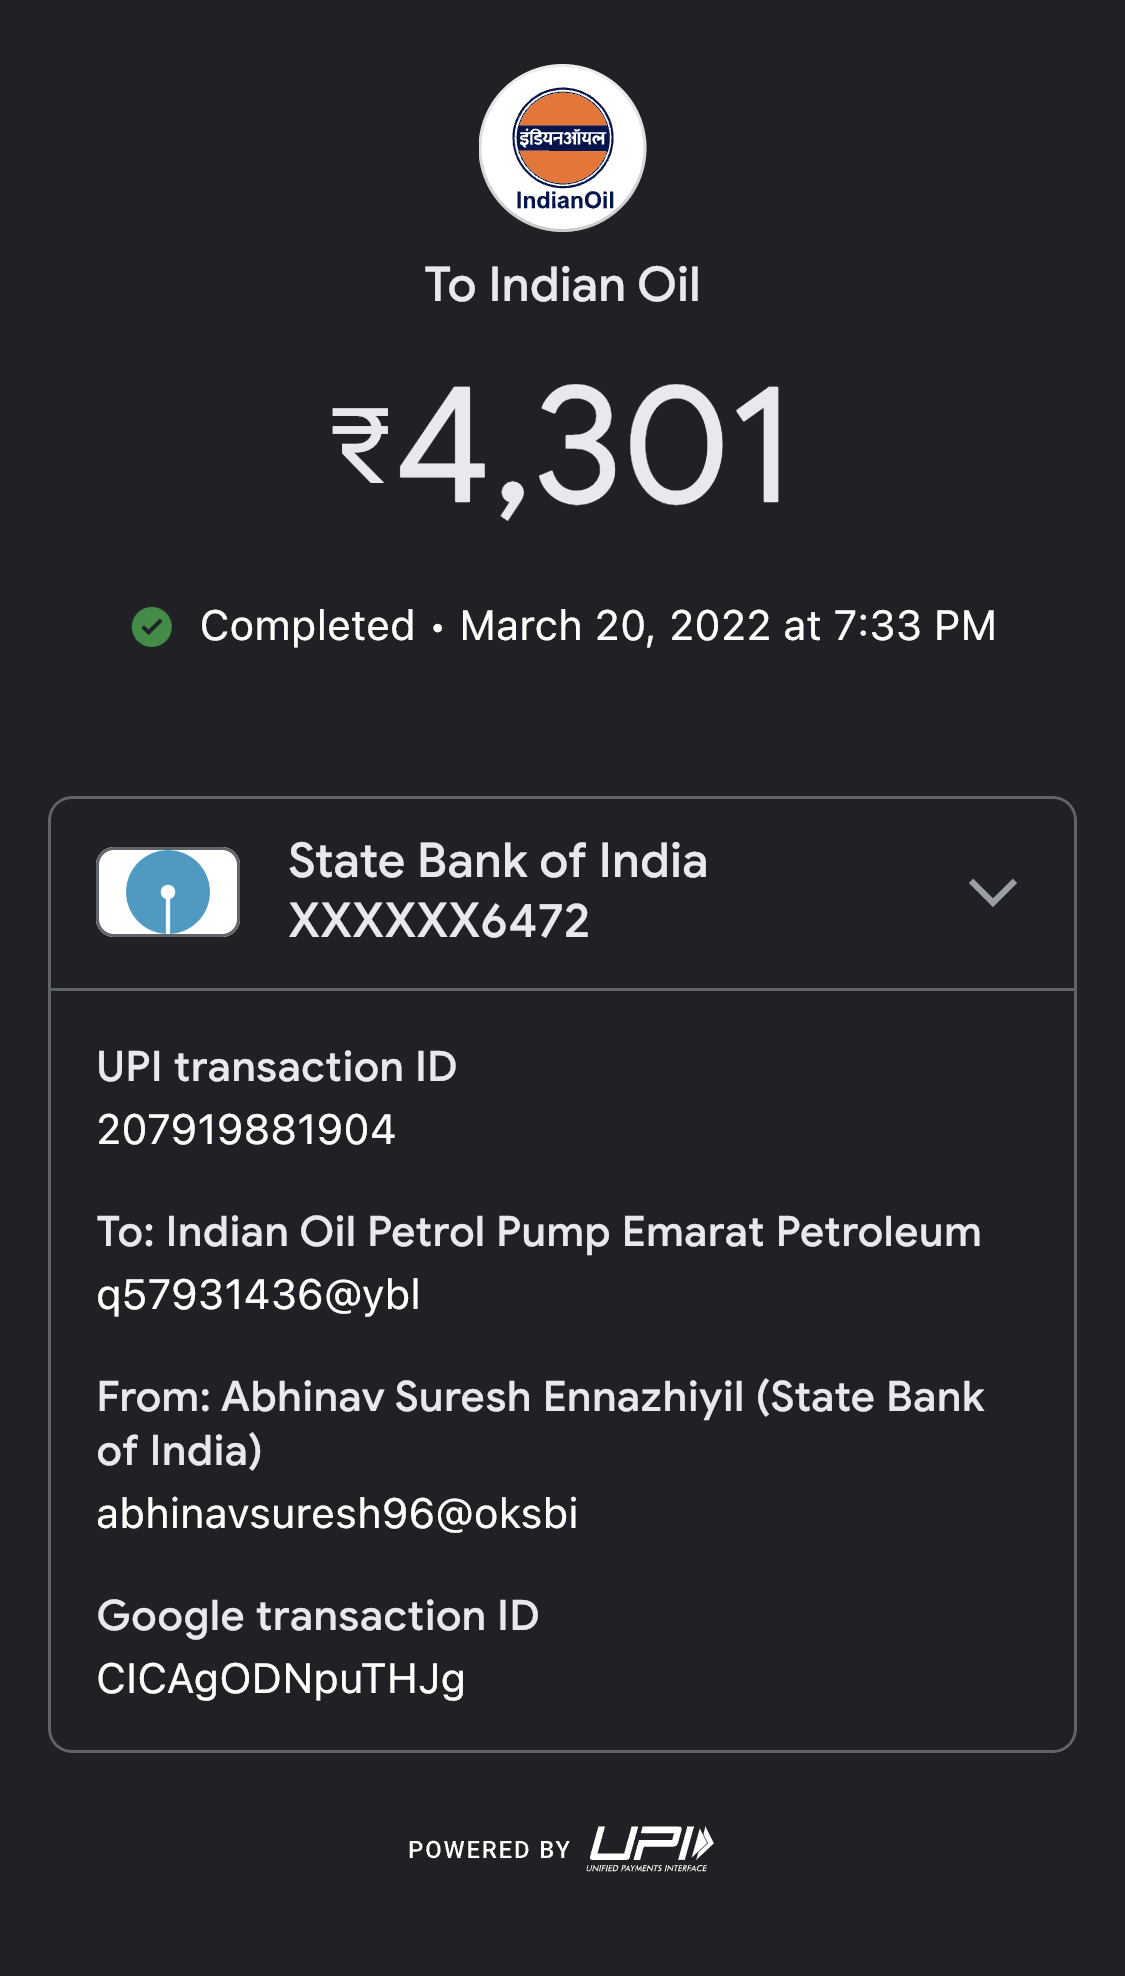 इंडियनऑयल
IndianOil
To Indian Oil
₹4,301
Completed • March 20, 2022 at 7:33 PM
State Bank of India
XXXXXX6472
UPI transaction ID
207919881904
To: Indian Oil Petrol Pump Emarat Petroleum
q57931436@ybl
From: Abhinav Suresh Ennazhiyil (State Bank
of India)
abhinavsuresh96@oksbi
Google transaction ID
CICAgODNpuTHJg
POWERED BY UPI
UNIFIED PAYMENTS INTERFACE